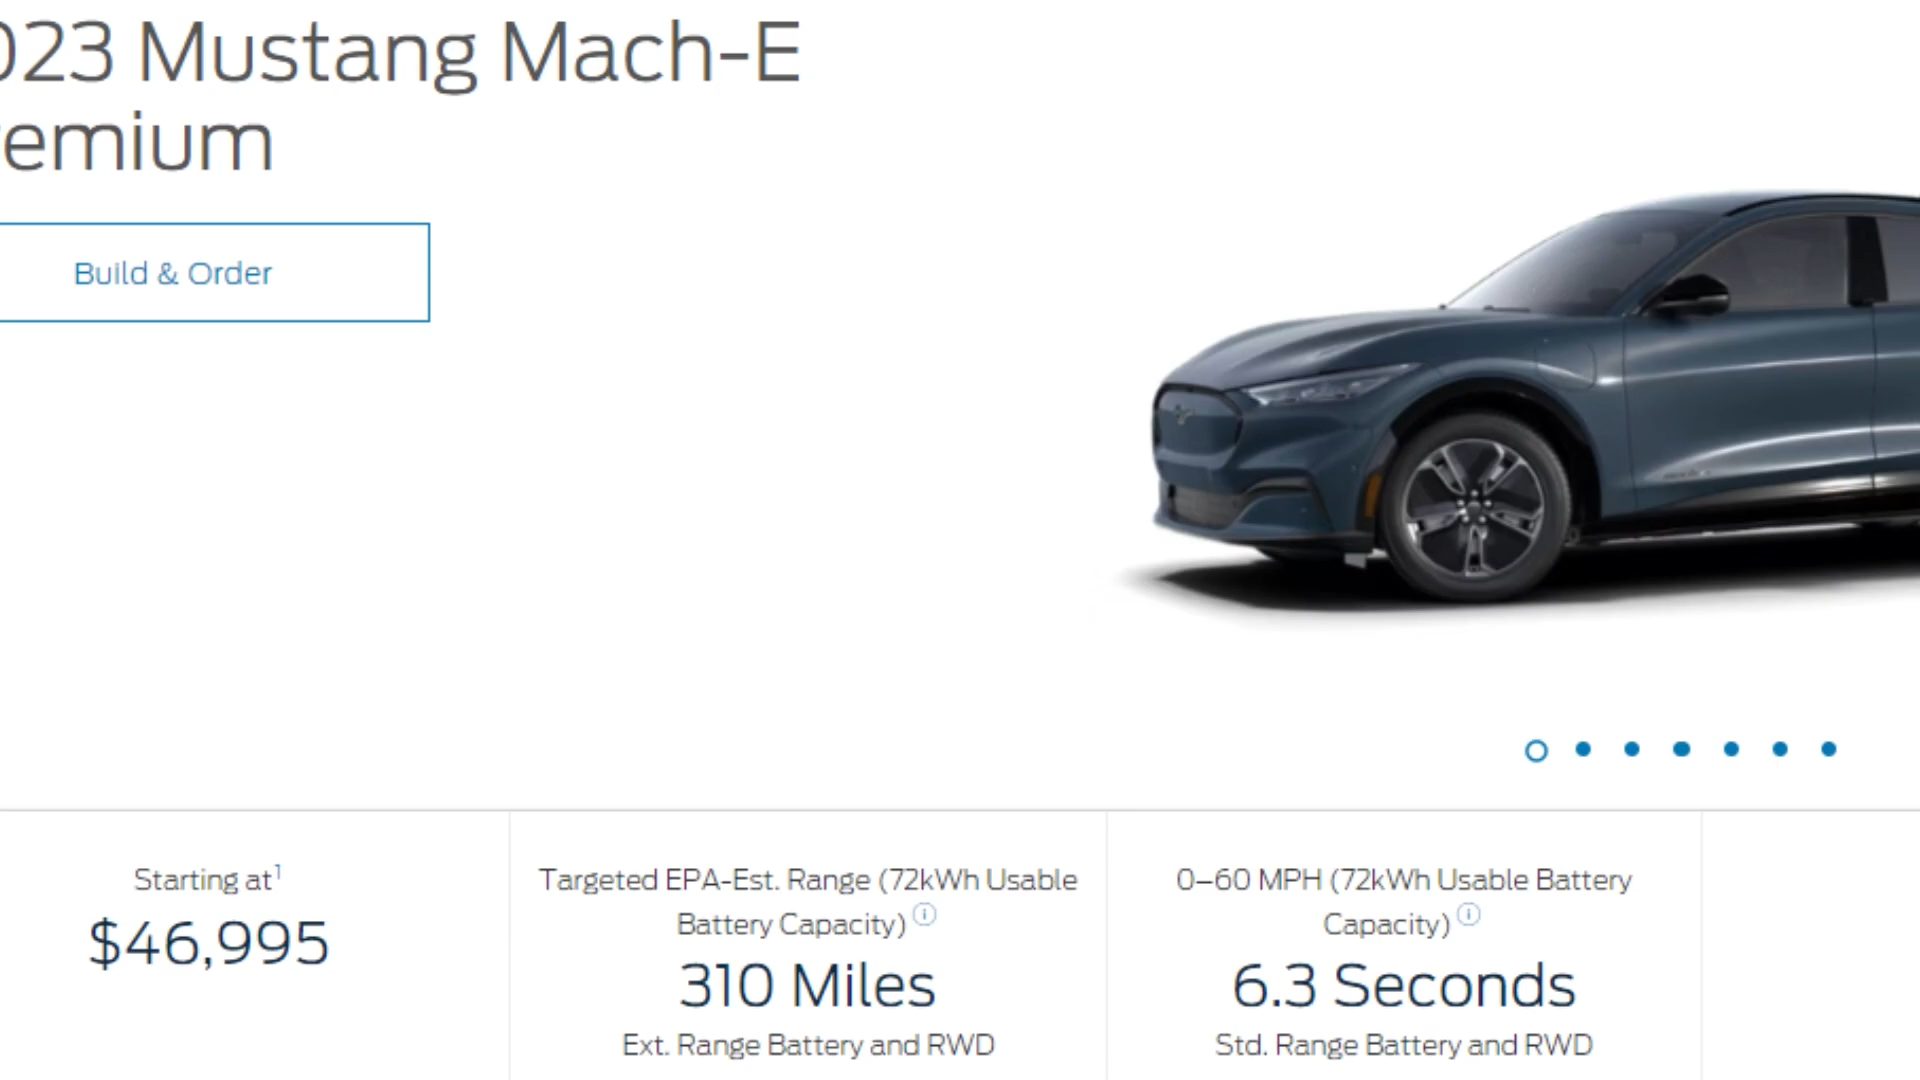 023 Mustang Mach-E
remium
Build & Order
Starting at¹
$46,995
Targeted EPA-Est. Range (72kWh Usable
Battery Capacity) ⓘ
310 Miles
Ext. Range Battery and RWD
0–60 MPH (72kWh Usable Battery
Capacity) ⓘ
6.3 Seconds
Std. Range Battery and RWD